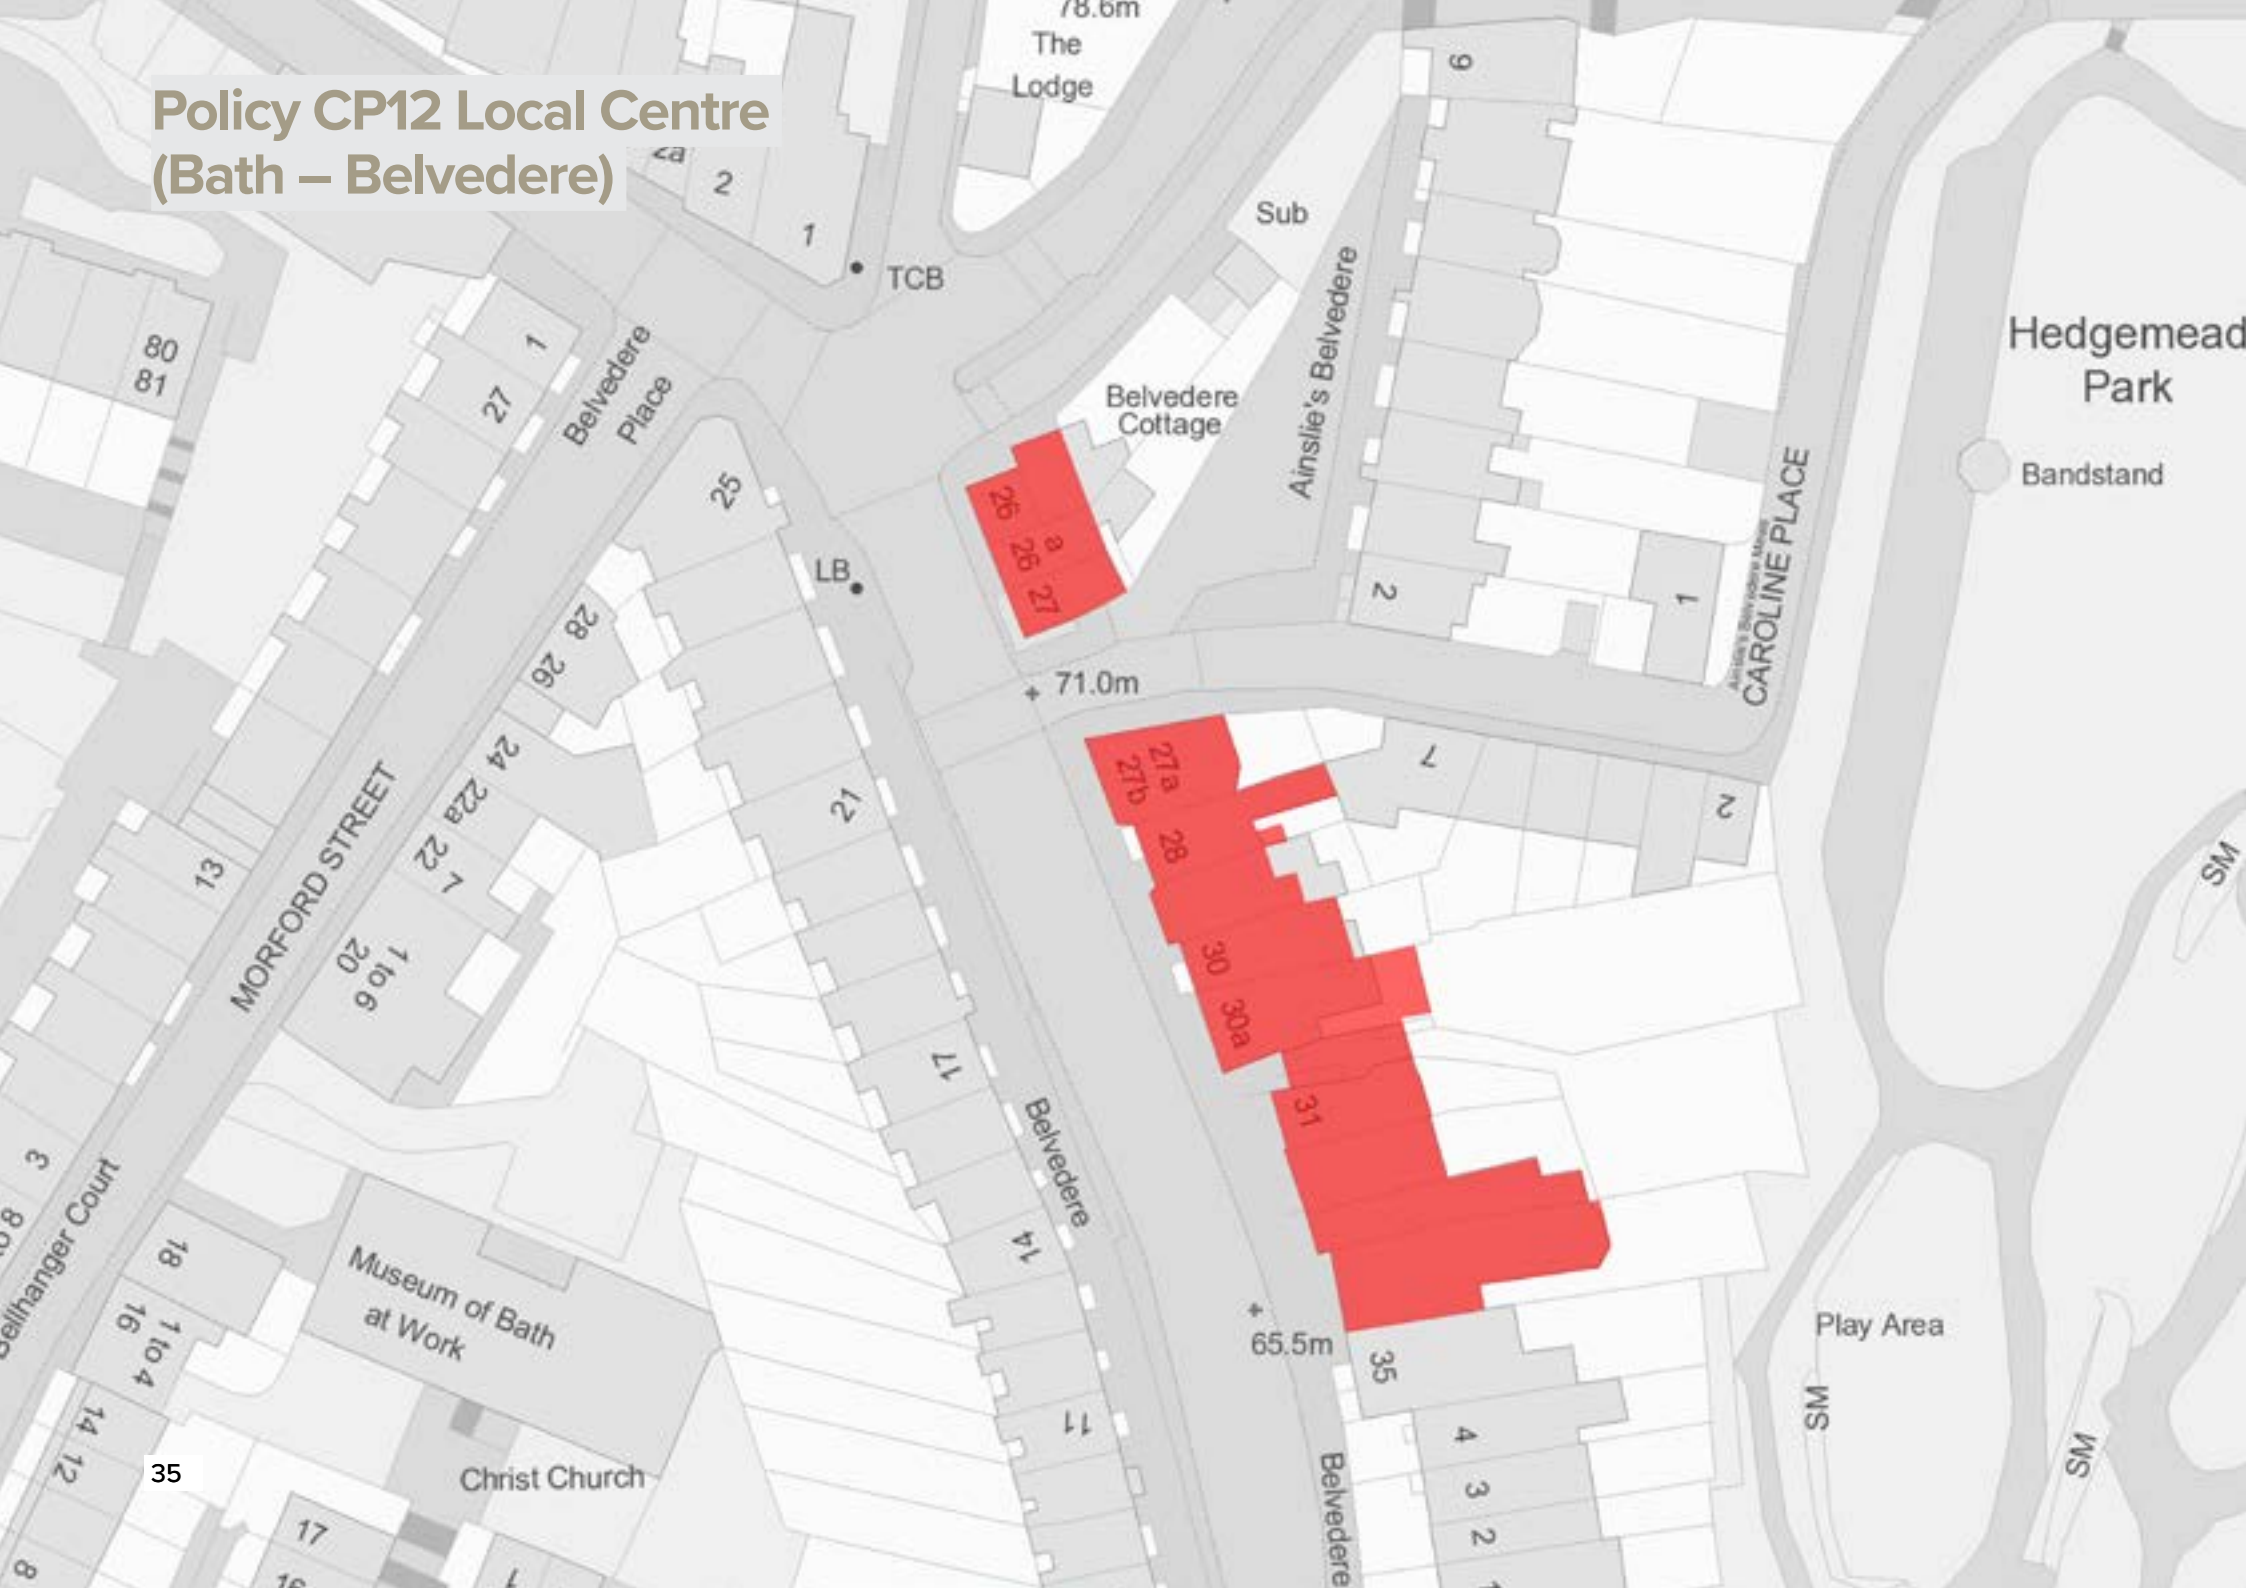 Policy CP12 Local Centre
(Bath – Belvedere)
78.6m
The
Lodge
9
2a
2
1
TCB
Sub
Ainslie's Belvedere
Hedgemead
Park
Bandstand
80
81
1
27
Belvedere
Place
Belvedere
Cottage
25
26
a
26
27
LB
2
1
Ainslie's Belvedere Mews
CAROLINE PLACE
28
26
71.0m
24
22a
22
7
27a
27b
7
2
21
28
SM
13
MORFORD STREET
1 to 6
20
30
30a
17
31
Belvedere
3
Bellhanger Court
18
14
Museum of Bath
at Work
1 to 4
16
65.5m
Play Area
35
SM
14
12
11
4
SM
35
Christ Church
3
Belvedere
17
2
8
16